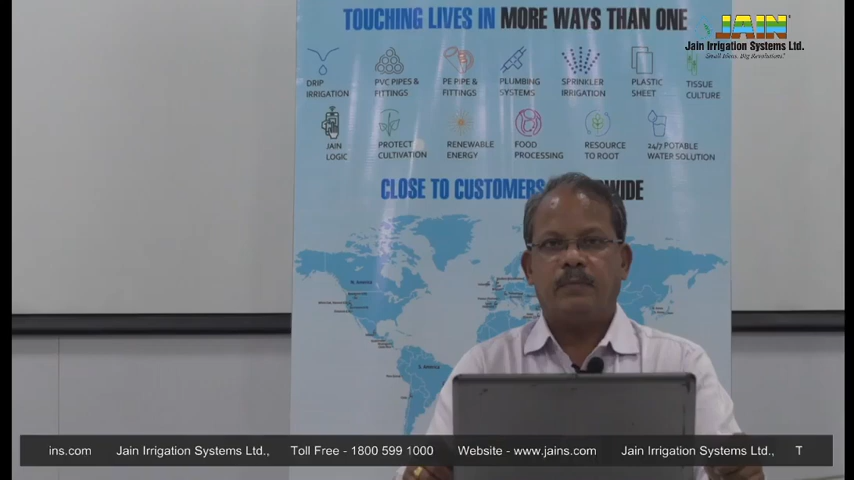 TOUCHING LIVES IN MORE WAYS THAN ONE
JAIN
Jain Irrigation Systems Ltd.
Small Ideas. Big Revolutions.
DRIP IRRIGATION
PVC PIPES & FITTINGS
PE PIPE & FITTINGS
PLUMBING SYSTEMS
SPRINKLER IRRIGATION
PLASTIC SHEET
TISSUE CULTURE
JAIN LOGIC
PROTECT CULTIVATION
RENEWABLE ENERGY
FOOD PROCESSING
RESOURCE TO ROOT
24/7 POTABLE WATER SOLUTION
CLOSE TO CUSTOMERS WIDE
N. America
S. America
ins.com Jain Irrigation Systems Ltd., Toll Free - 1800 599 1000 Website - www.jains.com Jain Irrigation Systems Ltd., T